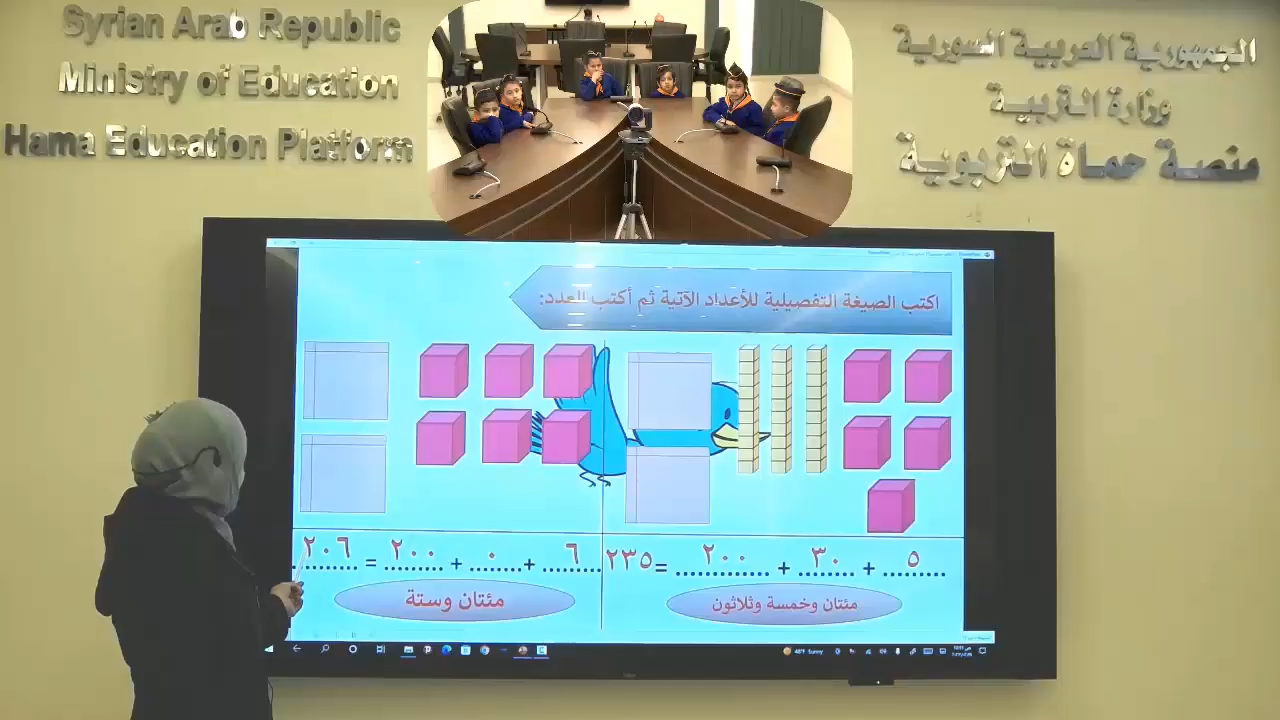 Syrian Arab Republic
Ministry of Education
Hama Education Platform
الجمهورية العربية السورية
وزارة التربية
منصة حماة التربوية
اكتب الصيغة التفصيلية للأعداد الآتية ثم أكتب العدد:
٥ + ٣٠ + ٢٠٠ =٢٣٥
٦ + ٠ + ٢٠٠ = ٢٠٦
مئتان وخمسة وثلاثون
مئتان وستة
48°F Sunny